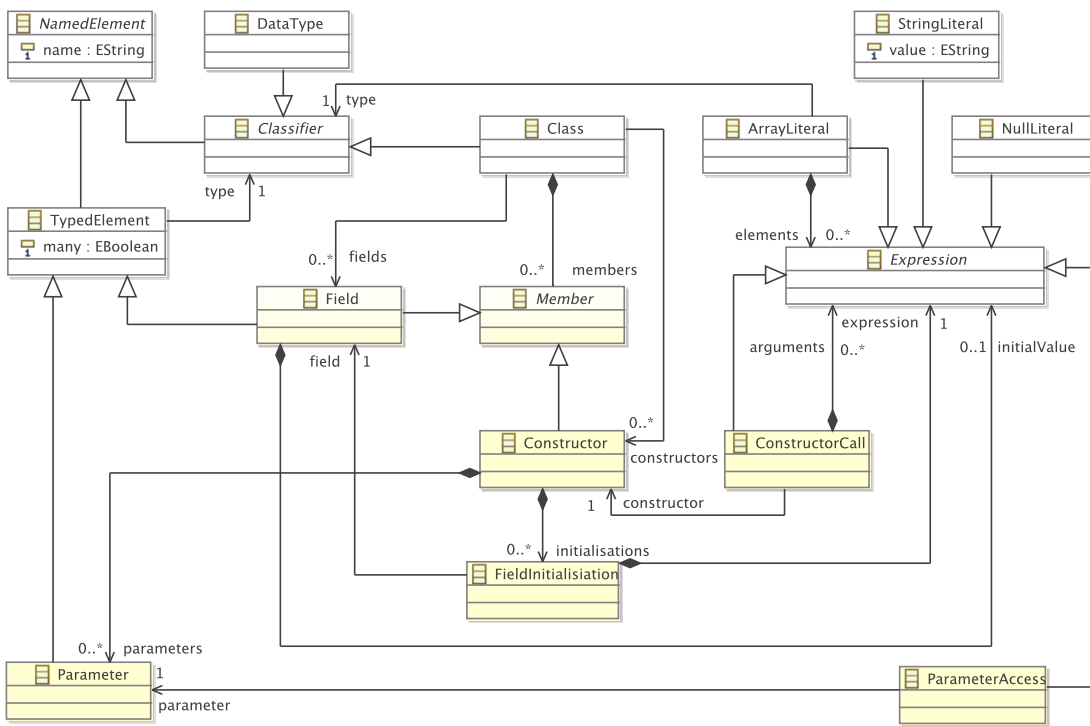 NamedElement
name : EString
DataType
StringLiteral
value : EString
1 type
Classifier
Class
ArrayLiteral
NullLiteral
type 1
TypedElement
many : EBoolean
0..* fields
0..* members
elements 0..*
Expression
Field
Member
field 1
expression 1
arguments 0..*
0..1 initialValue
0..*
constructors
Constructor
ConstructorCall
1 constructor
0..* initialisations
FieldInitialisiation
0..* parameters
Parameter
1
parameter
ParameterAccess